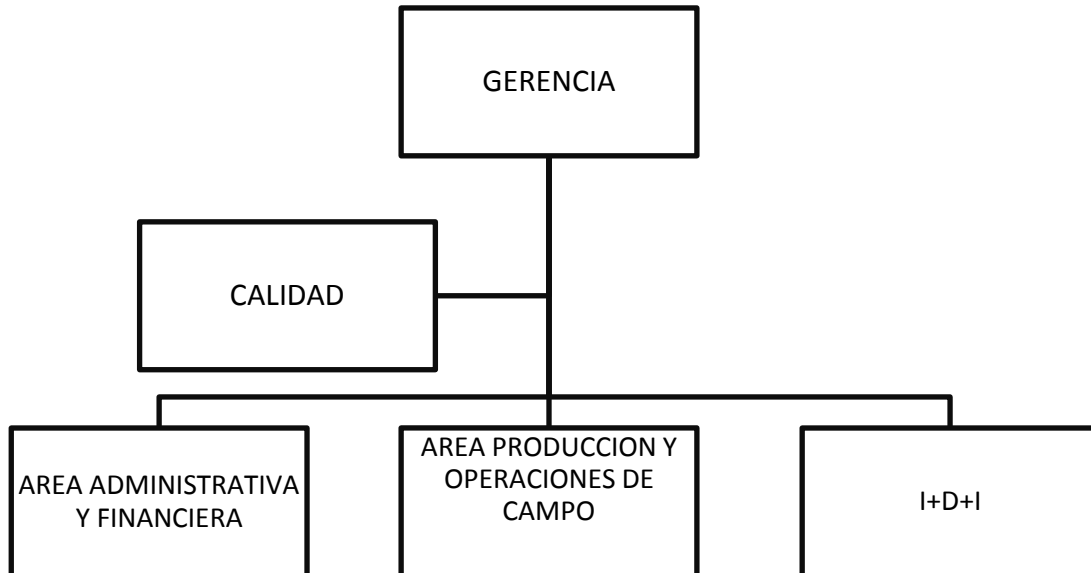 GERENCIA
CALIDAD
AREA ADMINISTRATIVA
Y FINANCIERA
AREA PRODUCCION Y
OPERACIONES DE
CAMPO
I+D+I